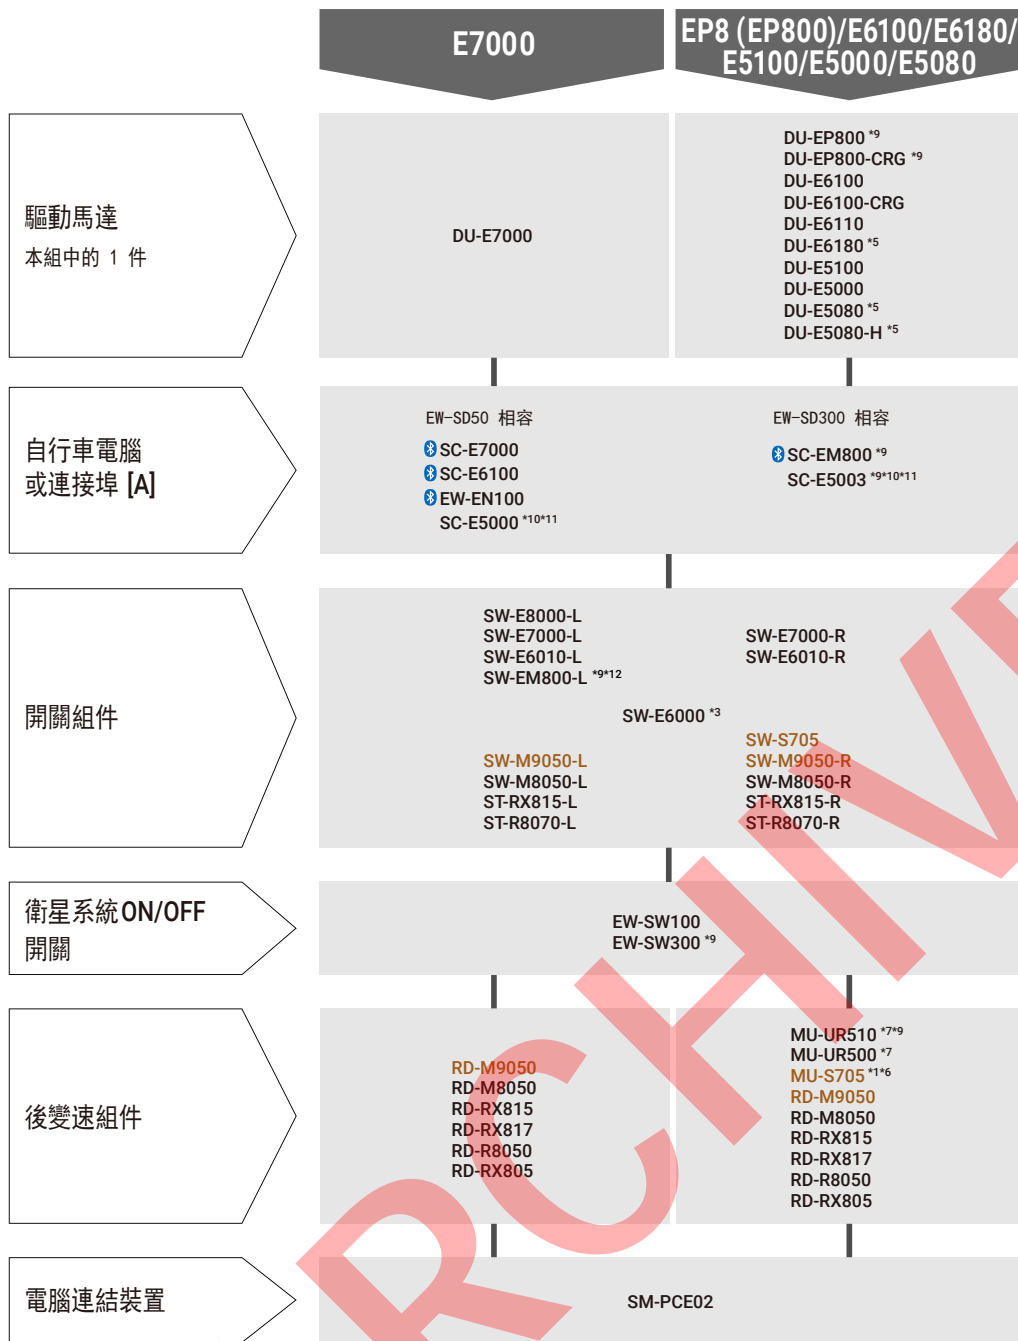 E7000
EP8 (EP800)/E6100/E6180/
E5100/E5000/E5080
驅動馬達
本組中的 1 件
DU-E7000
DU-EP800 *9
DU-EP800-CRG *9
DU-E6100
DU-E6100-CRG
DU-E6110
DU-E6180 *5
DU-E5100
DU-E5000
DU-E5080 *5
DU-E5080-H *5
自行車電腦
或連接埠 [A]
EW-SD50 相容
SC-E7000
SC-E6100
EW-EN100
SC-E5000 *10*11
EW-SD300 相容
SC-EM800 *9
SC-E5003 *9*10*11
開關組件
SW-E8000-L
SW-E7000-L
SW-E6010-L
SW-EM800-L *9*12
SW-E7000-R
SW-E6010-R
SW-E6000 *3
SW-M9050-L
SW-M8050-L
ST-RX815-L
ST-R8070-L
SW-S705
SW-M9050-R
SW-M8050-R
ST-RX815-R
ST-R8070-R
衛星系統ON/OFF
開關
EW-SW100
EW-SW300 *9
後變速組件
RD-M9050
RD-M8050
RD-RX815
RD-RX817
RD-R8050
RD-RX805
MU-UR510 *7*9
MU-UR500 *7
MU-S705 *1*6
RD-M9050
RD-M8050
RD-RX815
RD-RX817
RD-R8050
RD-RX805
電腦連結裝置
SM-PCE02
RCHIVE